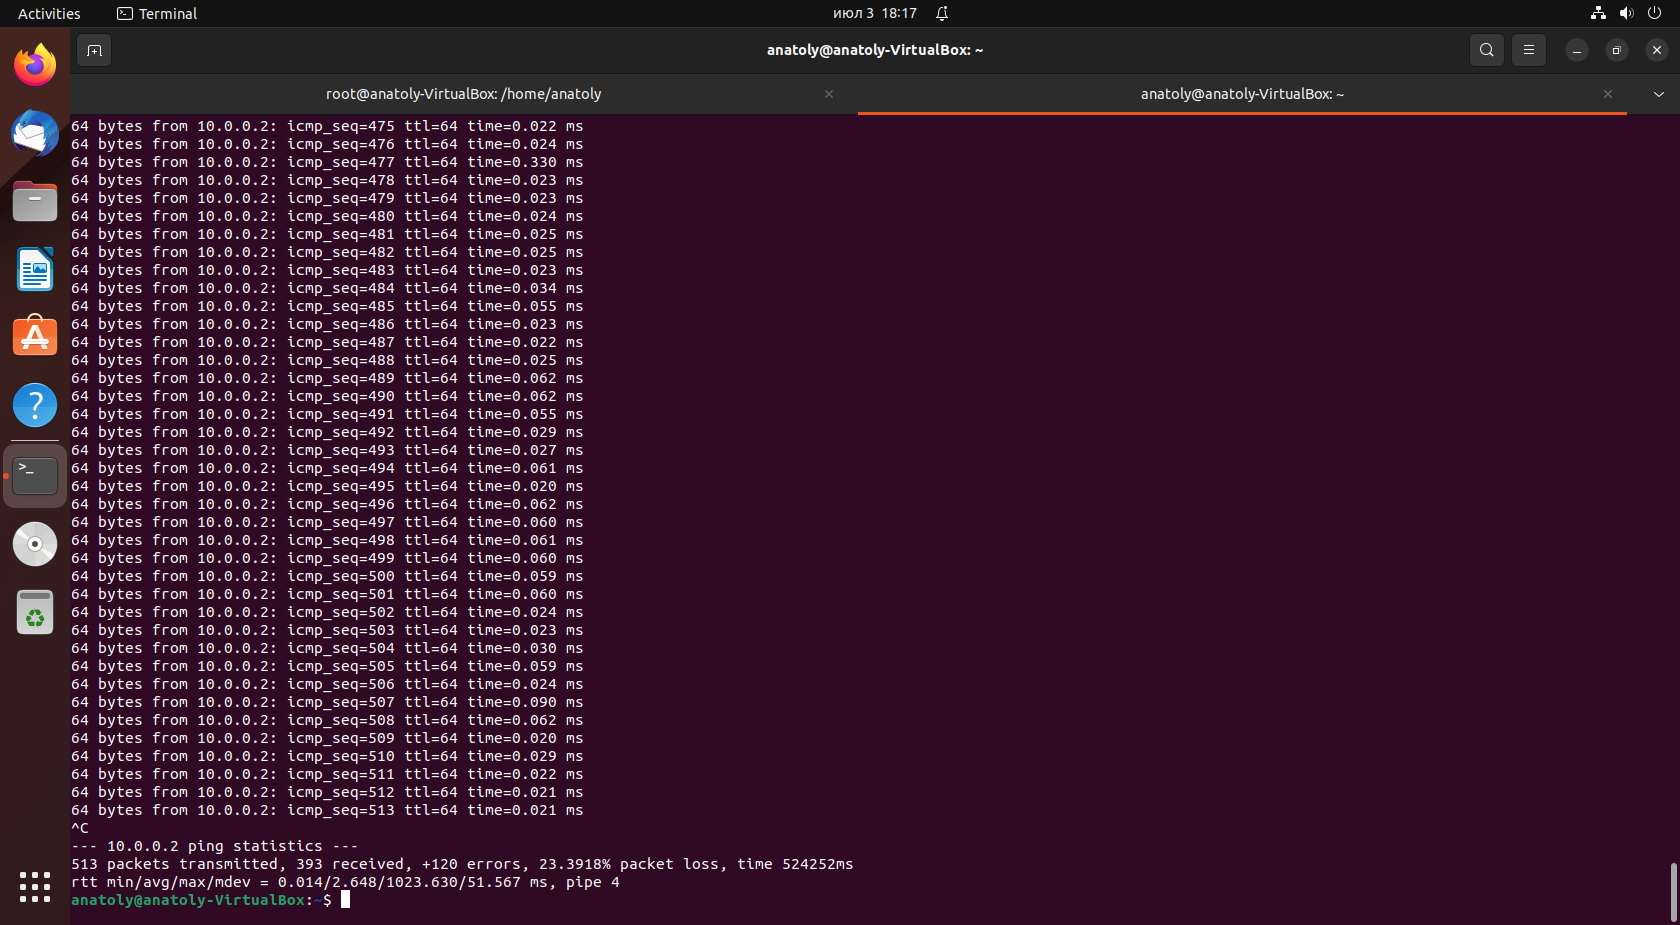 Activities
Terminal
июл 3 18:17
anatoly@anatoly-VirtualBox: ~
root@anatoly-VirtualBox: /home/anatoly
anatoly@anatoly-VirtualBox: ~
64 bytes from 10.0.0.2: icmp_seq=475 ttl=64 time=0.022 ms
64 bytes from 10.0.0.2: icmp_seq=476 ttl=64 time=0.024 ms
64 bytes from 10.0.0.2: icmp_seq=477 ttl=64 time=0.330 ms
64 bytes from 10.0.0.2: icmp_seq=478 ttl=64 time=0.023 ms
64 bytes from 10.0.0.2: icmp_seq=479 ttl=64 time=0.023 ms
64 bytes from 10.0.0.2: icmp_seq=480 ttl=64 time=0.024 ms
64 bytes from 10.0.0.2: icmp_seq=481 ttl=64 time=0.025 ms
64 bytes from 10.0.0.2: icmp_seq=482 ttl=64 time=0.025 ms
64 bytes from 10.0.0.2: icmp_seq=483 ttl=64 time=0.023 ms
64 bytes from 10.0.0.2: icmp_seq=484 ttl=64 time=0.034 ms
64 bytes from 10.0.0.2: icmp_seq=485 ttl=64 time=0.055 ms
64 bytes from 10.0.0.2: icmp_seq=486 ttl=64 time=0.023 ms
64 bytes from 10.0.0.2: icmp_seq=487 ttl=64 time=0.022 ms
64 bytes from 10.0.0.2: icmp_seq=488 ttl=64 time=0.025 ms
64 bytes from 10.0.0.2: icmp_seq=489 ttl=64 time=0.062 ms
64 bytes from 10.0.0.2: icmp_seq=490 ttl=64 time=0.062 ms
64 bytes from 10.0.0.2: icmp_seq=491 ttl=64 time=0.055 ms
64 bytes from 10.0.0.2: icmp_seq=492 ttl=64 time=0.029 ms
64 bytes from 10.0.0.2: icmp_seq=493 ttl=64 time=0.027 ms
64 bytes from 10.0.0.2: icmp_seq=494 ttl=64 time=0.061 ms
64 bytes from 10.0.0.2: icmp_seq=495 ttl=64 time=0.020 ms
64 bytes from 10.0.0.2: icmp_seq=496 ttl=64 time=0.062 ms
64 bytes from 10.0.0.2: icmp_seq=497 ttl=64 time=0.060 ms
64 bytes from 10.0.0.2: icmp_seq=498 ttl=64 time=0.061 ms
64 bytes from 10.0.0.2: icmp_seq=499 ttl=64 time=0.060 ms
64 bytes from 10.0.0.2: icmp_seq=500 ttl=64 time=0.059 ms
64 bytes from 10.0.0.2: icmp_seq=501 ttl=64 time=0.060 ms
64 bytes from 10.0.0.2: icmp_seq=502 ttl=64 time=0.024 ms
64 bytes from 10.0.0.2: icmp_seq=503 ttl=64 time=0.023 ms
64 bytes from 10.0.0.2: icmp_seq=504 ttl=64 time=0.030 ms
64 bytes from 10.0.0.2: icmp_seq=505 ttl=64 time=0.059 ms
64 bytes from 10.0.0.2: icmp_seq=506 ttl=64 time=0.024 ms
64 bytes from 10.0.0.2: icmp_seq=507 ttl=64 time=0.090 ms
64 bytes from 10.0.0.2: icmp_seq=508 ttl=64 time=0.062 ms
64 bytes from 10.0.0.2: icmp_seq=509 ttl=64 time=0.020 ms
64 bytes from 10.0.0.2: icmp_seq=510 ttl=64 time=0.029 ms
64 bytes from 10.0.0.2: icmp_seq=511 ttl=64 time=0.022 ms
64 bytes from 10.0.0.2: icmp_seq=512 ttl=64 time=0.021 ms
64 bytes from 10.0.0.2: icmp_seq=513 ttl=64 time=0.021 ms
^C
--- 10.0.0.2 ping statistics ---
513 packets transmitted, 393 received, +120 errors, 23.3918% packet loss, time 524252ms
rtt min/avg/max/mdev = 0.014/2.648/1023.630/51.567 ms, pipe 4
anatoly@anatoly-VirtualBox:~$